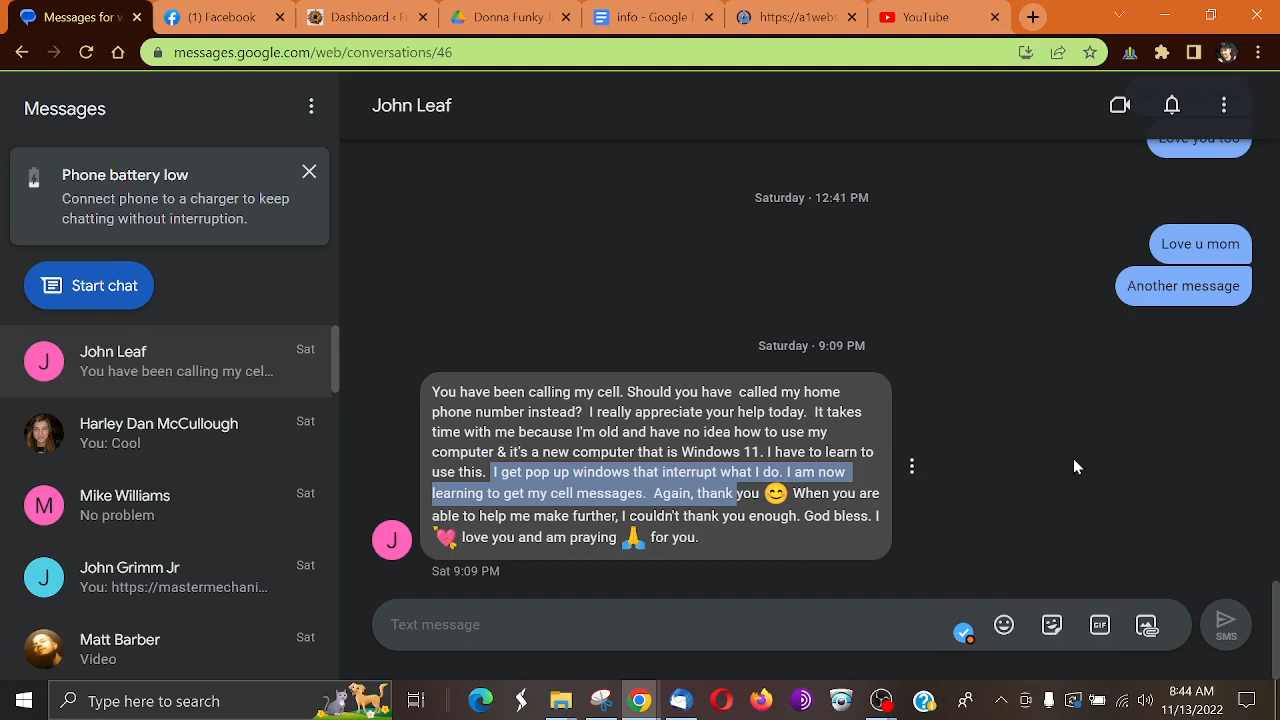 Messages for w
(1) Facebook
Dashboard ‹ Fu
Donna Funky J
info - Google D
https://a1webs
YouTube
messages.google.com/web/conversations/46
Messages
John Leaf
Phone battery low
Connect phone to a charger to keep
chatting without interruption.
Start chat
John Leaf
Sat
You have been calling my cel...
Harley Dan McCullough
Sat
You: Cool
Mike Williams
Sat
No problem
John Grimm Jr
Sat
You: https://mastermechani...
Matt Barber
Sat
Video
Love you too
Saturday · 12:41 PM
Love u mom
Another message
Saturday · 9:09 PM
You have been calling my cell. Should you have called my home
phone number instead? I really appreciate your help today. It takes
time with me because I'm old and have no idea how to use my
computer & it's a new computer that is Windows 11. I have to learn to
use this. I get pop up windows that interrupt what I do. I am now
learning to get my cell messages. Again, thank you 😊 When you are
able to help me make further, I couldn't thank you enough. God bless. I
💘 love you and am praying 🙏 for you.
J
J
M
J
Sat 9:09 PM
Text message
GIF
SMS
Type here to search
8:44 AM
11/13/2022